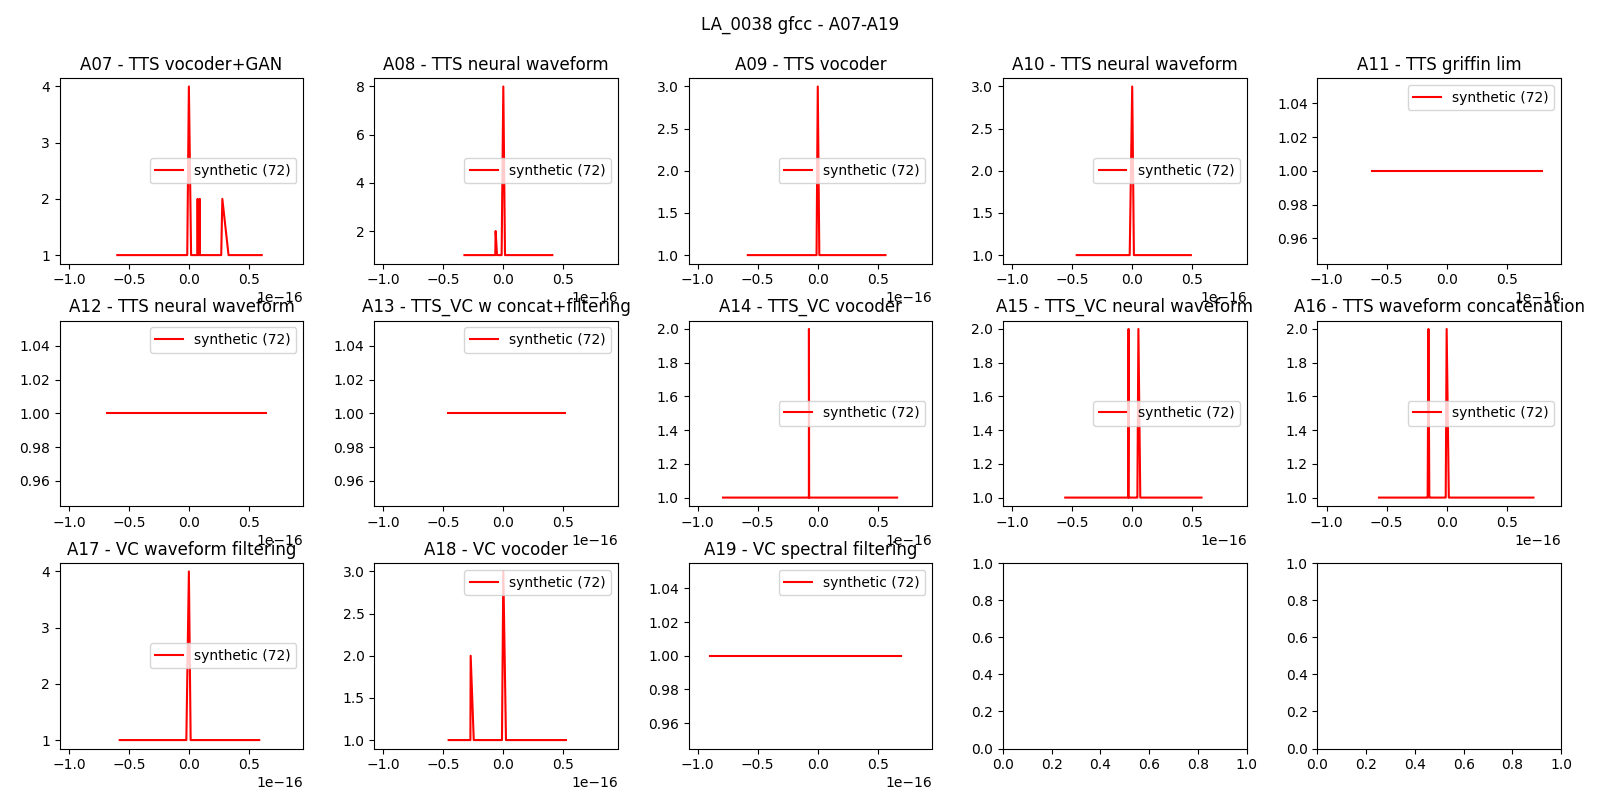 LA_0038 gfcc - A07-A19
A07 - TTS vocoder+GAN
4
3
2
1
synthetic (72)
−1.0 −0.5 0.0 0.5
1e−16
A08 - TTS neural waveform
8
6
4
2
synthetic (72)
−1.0 −0.5 0.0 0.5
1e−16
A09 - TTS vocoder
3.0
2.5
2.0
1.5
1.0
synthetic (72)
−1.0 −0.5 0.0 0.5
1e−16
A10 - TTS neural waveform
3.0
2.5
2.0
1.5
1.0
synthetic (72)
−1.0 −0.5 0.0 0.5
1e−16
A11 - TTS griffin lim
1.04
1.02
1.00
0.98
0.96
synthetic (72)
−1.0 −0.5 0.0 0.5
1e−16
A12 - TTS neural waveform
1.04
1.02
1.00
0.98
0.96
synthetic (72)
−1.0 −0.5 0.0 0.5
1e−16
A13 - TTS_VC w concat+filtering
1.04
1.02
1.00
0.98
0.96
synthetic (72)
−1.0 −0.5 0.0 0.5
1e−16
A14 - TTS_VC vocoder
2.0
1.8
1.6
1.4
1.2
1.0
synthetic (72)
−1.0 −0.5 0.0 0.5
1e−16
A15 - TTS_VC neural waveform
2.0
1.8
1.6
1.4
1.2
1.0
synthetic (72)
−1.0 −0.5 0.0 0.5
1e−16
A16 - TTS waveform concatenation
2.0
1.8
1.6
1.4
1.2
1.0
synthetic (72)
−1.0 −0.5 0.0 0.5
1e−16
A17 - VC waveform filtering
4
3
2
1
synthetic (72)
−1.0 −0.5 0.0 0.5
1e−16
A18 - VC vocoder
3.0
2.5
2.0
1.5
1.0
synthetic (72)
−1.0 −0.5 0.0 0.5
1e−16
A19 - VC spectral filtering
1.04
1.02
1.00
0.98
0.96
synthetic (72)
−1.0 −0.5 0.0 0.5
1e−16
1.0
0.8
0.6
0.4
0.2
0.0
0.0 0.2 0.4 0.6 0.8 1.0
1.0
0.8
0.6
0.4
0.2
0.0
0.0 0.2 0.4 0.6 0.8 1.0